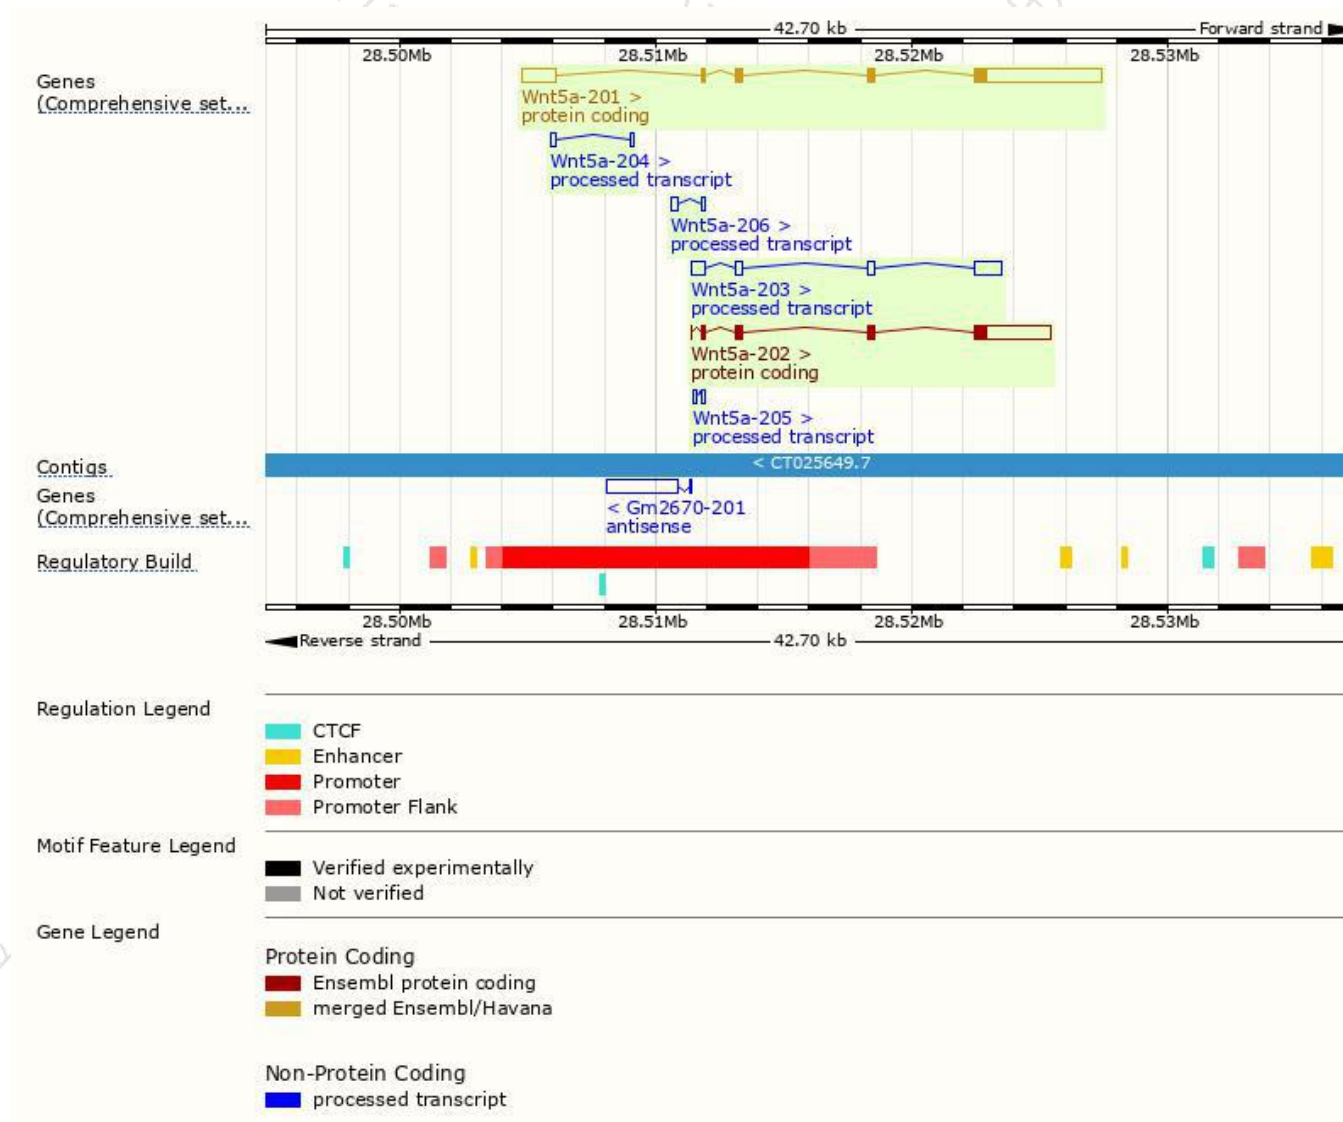 42.70 kb
Forward strand
28.50Mb 28.51Mb 28.52Mb 28.53Mb
Genes
(Comprehensive set...
Wnt5a-201 >
protein coding
Wnt5a-204 >
processed transcript
Wnt5a-206 >
processed transcript
Wnt5a-203 >
processed transcript
Wnt5a-202 >
protein coding
Wnt5a-205 >
processed transcript
Contigs
< CT025649.7
Genes
(Comprehensive set...
< Gm2670-201
antisense
Regulatory Build
28.50Mb 28.51Mb 28.52Mb 28.53Mb
Reverse strand
42.70 kb
Regulation Legend
CTCF
Enhancer
Promoter
Promoter Flank
Motif Feature Legend
Verified experimentally
Not verified
Gene Legend
Protein Coding
Ensembl protein coding
merged Ensembl/Havana
Non-Protein Coding
processed transcript